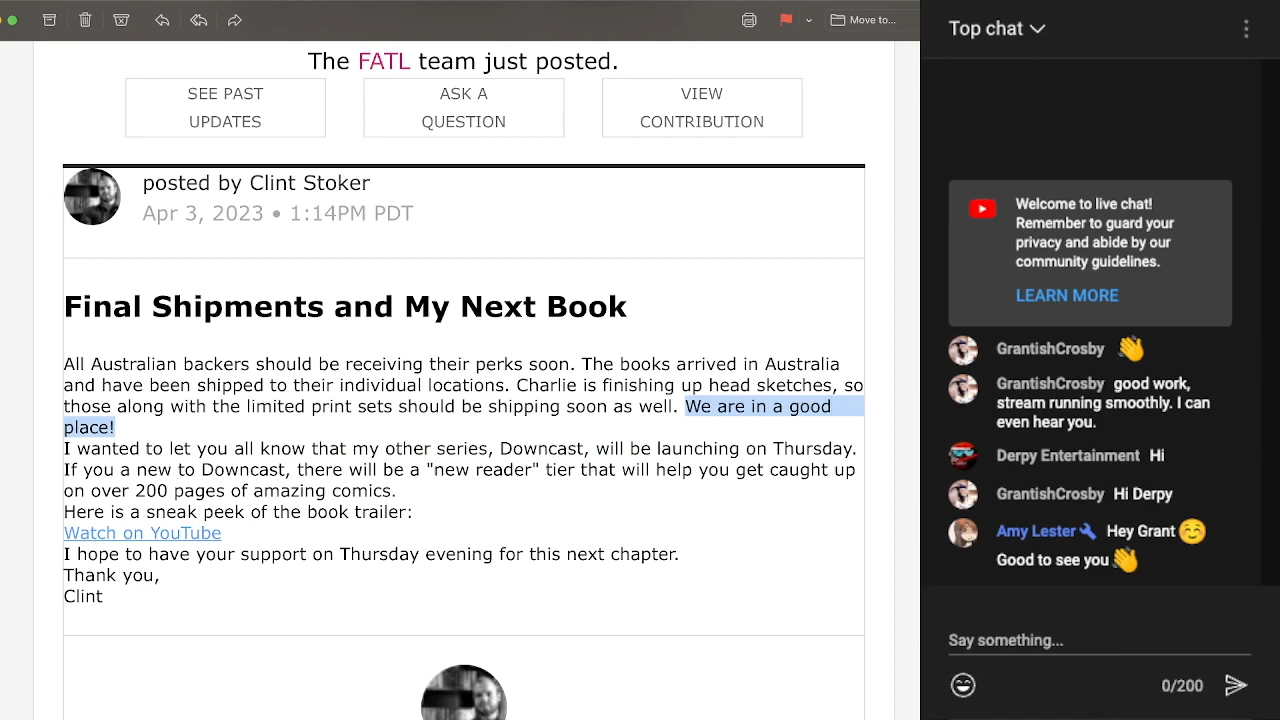 Move to...
The FATL team just posted.
SEE PAST
UPDATES
ASK A
QUESTION
VIEW
CONTRIBUTION
posted by Clint Stoker
Apr 3, 2023 • 1:14PM PDT
Final Shipments and My Next Book
All Australian backers should be receiving their perks soon. The books arrived in Australia
and have been shipped to their individual locations. Charlie is finishing up head sketches, so
those along with the limited print sets should be shipping soon as well. We are in a good
place!
I wanted to let you all know that my other series, Downcast, will be launching on Thursday.
If you a new to Downcast, there will be a "new reader" tier that will help you get caught up
on over 200 pages of amazing comics.
Here is a sneak peek of the book trailer:
Watch on YouTube
I hope to have your support on Thursday evening for this next chapter.
Thank you,
Clint
Top chat
Welcome to live chat!
Remember to guard your
privacy and abide by our
community guidelines.
LEARN MORE
GrantishCrosby 👋
GrantishCrosby good work,
stream running smoothly. I can
even hear you.
Derpy Entertainment Hi
GrantishCrosby Hi Derpy
Amy Lester Hey Grant ☺️
Good to see you 👋
Say something...
0/200